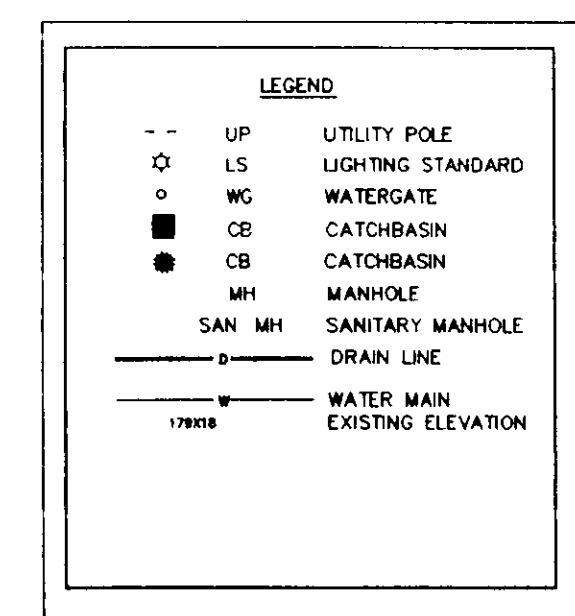 LEGEND
UP UTILITY POLE
LS LIGHTING STANDARD
WG WATERGATE
CB CATCHBASIN
CB CATCHBASIN
MH MANHOLE
SAN MH SANITARY MANHOLE
D DRAIN LINE
W WATER MAIN
179X18 EXISTING ELEVATION